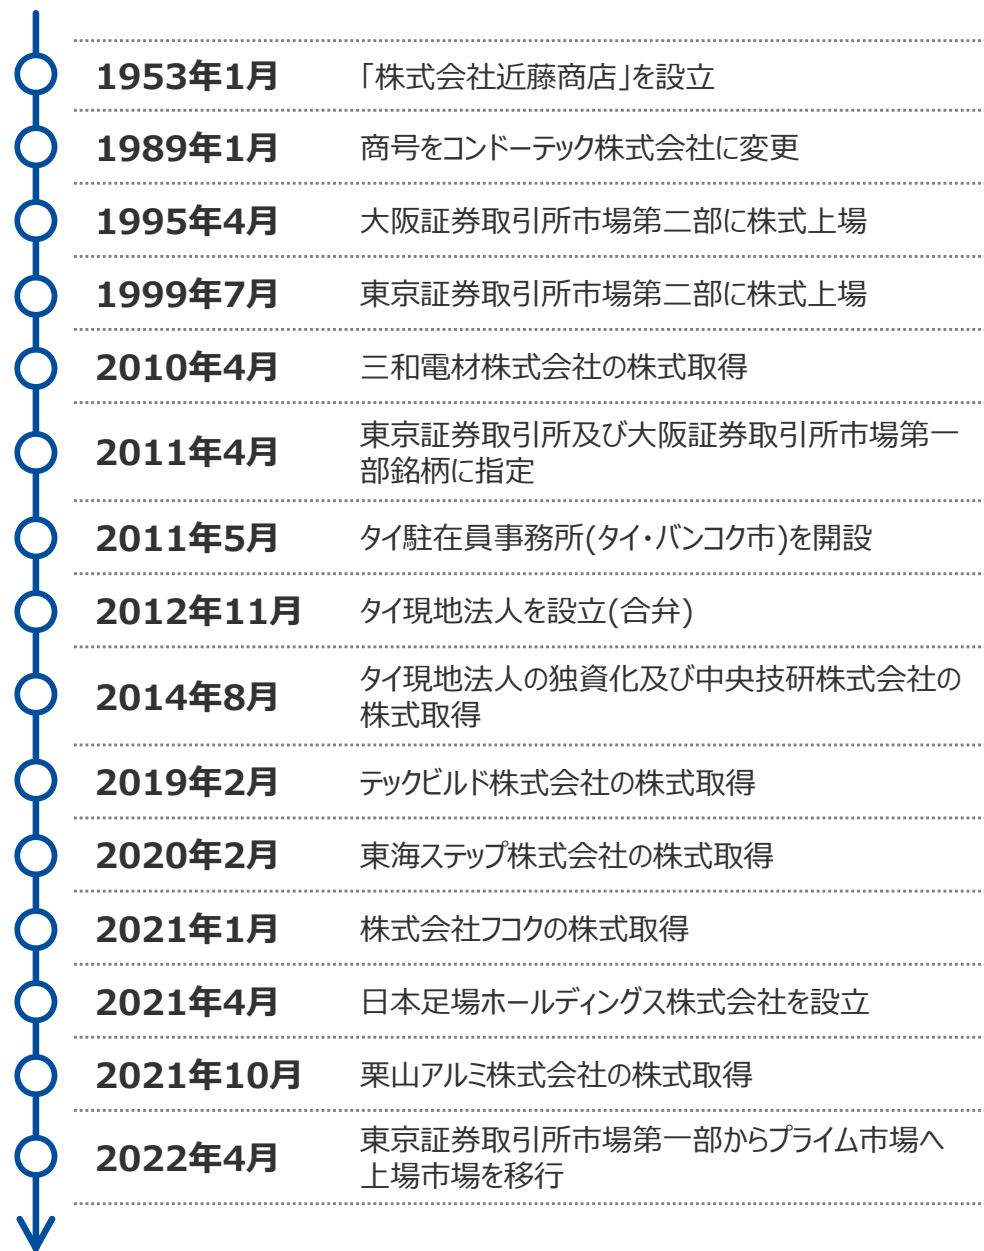 1953年1月 「株式会社近藤商店」を設立
1989年1月 商号をコンドーテック株式会社に変更
1995年4月 大阪証券取引所市場第二部に株式上場
1999年7月 東京証券取引所市場第二部に株式上場
2010年4月 三和電材株式会社の株式取得
2011年4月 東京証券取引所及び大阪証券取引所市場第一
部銘柄に指定
2011年5月 タイ駐在員事務所(タイ・バンコク市)を開設
2012年11月 タイ現地法人を設立(合弁)
2014年8月 タイ現地法人の独資化及び中央技研株式会社の
株式取得
2019年2月 テックビルド株式会社の株式取得
2020年2月 東海ステップ株式会社の株式取得
2021年1月 株式会社フコクの株式取得
2021年4月 日本足場ホールディングス株式会社を設立
2021年10月 栗山アルミ株式会社の株式取得
2022年4月 東京証券取引所市場第一部からプライム市場へ
上場市場を移行